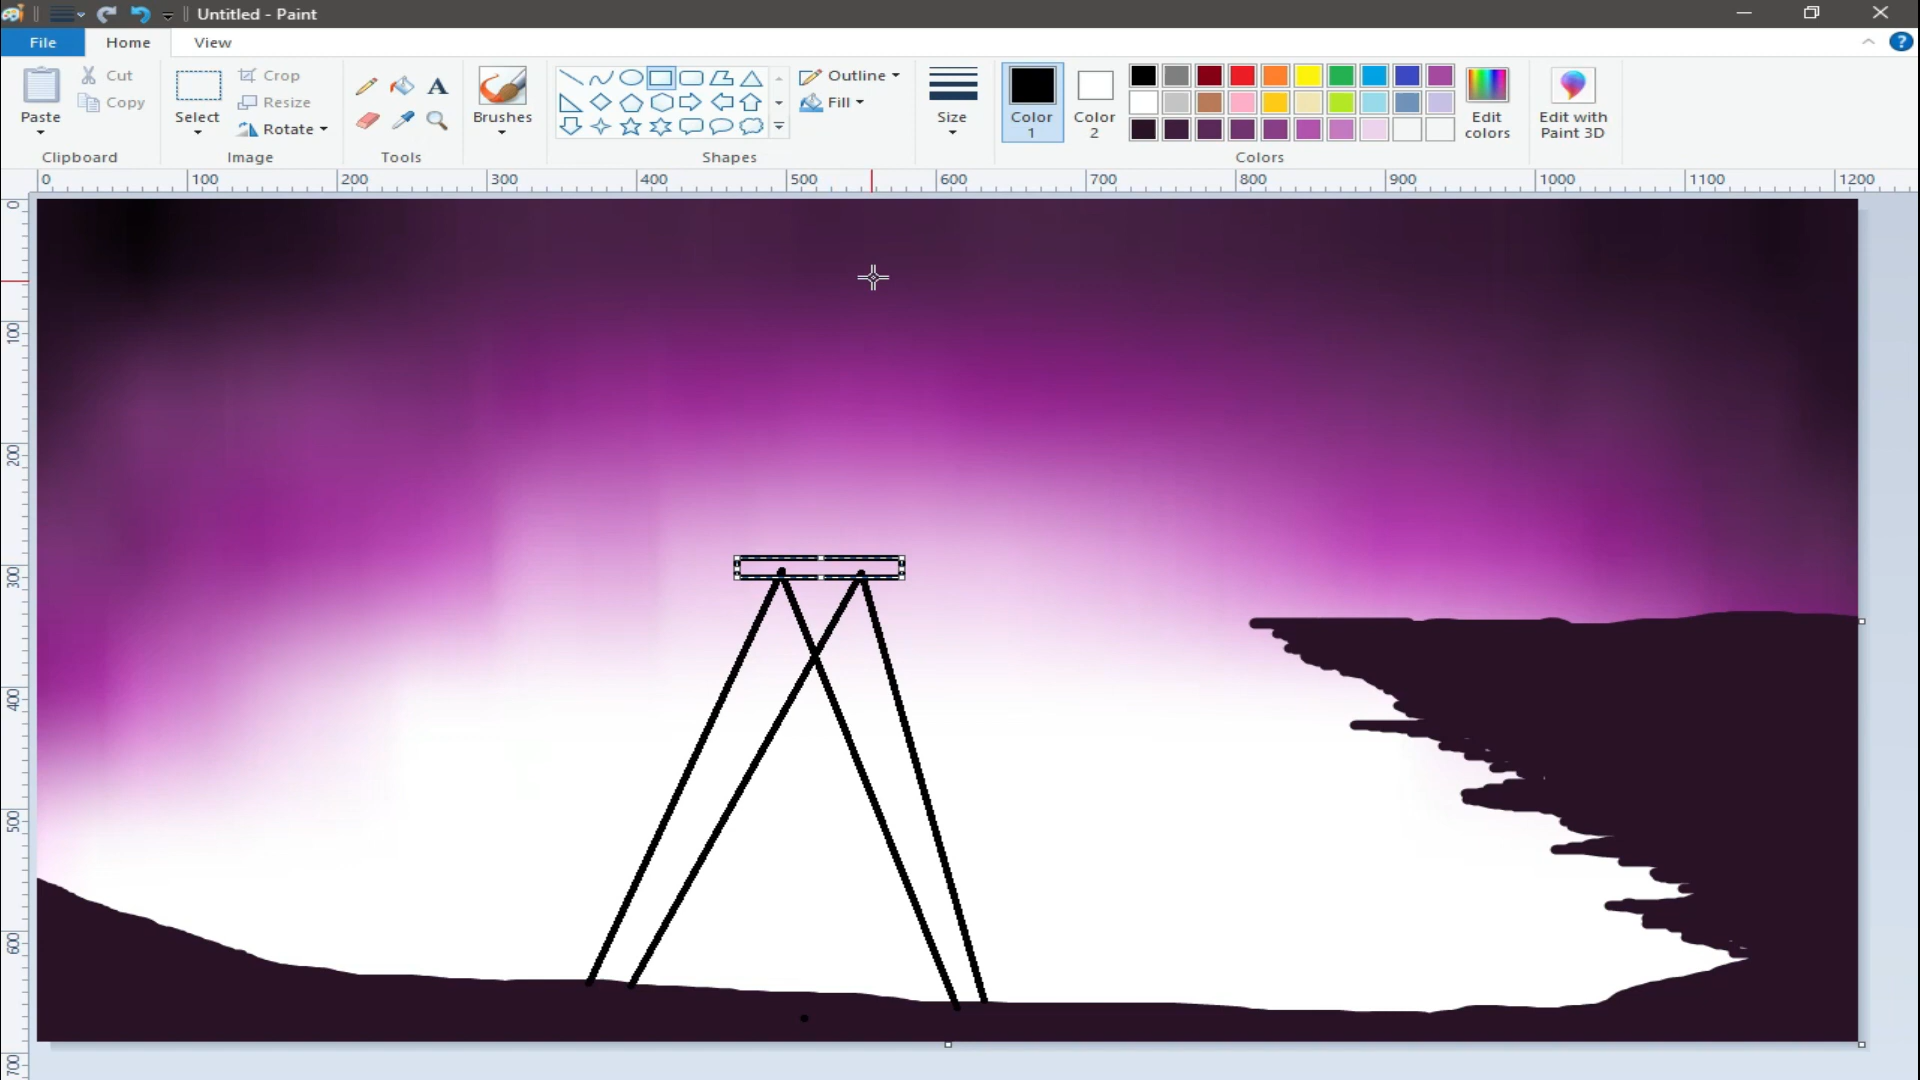 Untitled - Paint
File Home View
Paste Cut Copy
Clipboard
Select Crop Resize Rotate
Image
Tools
Brushes
Outline Fill
Shapes
Size
Color 1
Color 2
Edit colors
Colors
Edit with Paint 3D
0 100 200 300 400 500 600 700 800 900 1000 1100 1200
0
100
200
300
400
500
600
700